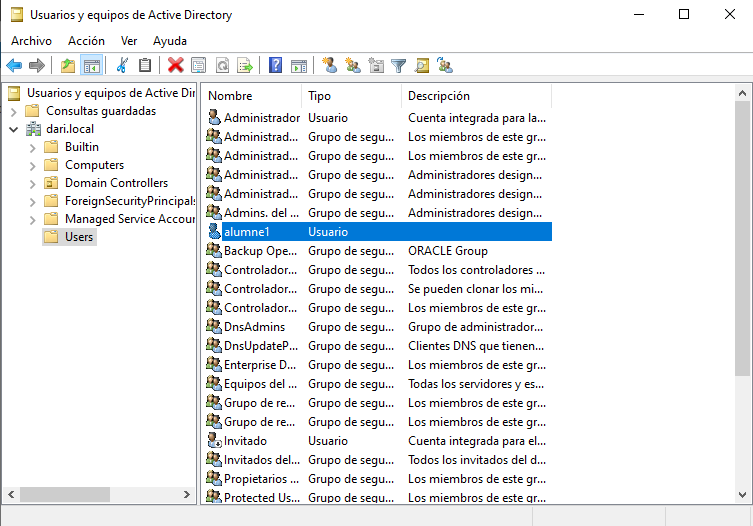 Usuarios y equipos de Active Directory
Archivo Acción Ver Ayuda
Usuarios y equipos de Active Dir
Consultas guardadas
dari.local
Builtin
Computers
Domain Controllers
ForeignSecurityPrincipals
Managed Service Accour
Users
Nombre Tipo Descripción
Administrador Usuario Cuenta integrada para la...
Administrad... Grupo de segu... Los miembros de este gr...
Administrad... Grupo de segu... Los miembros de este gr...
Administrad... Grupo de segu... Administradores design...
Administrad... Grupo de segu... Administradores design...
Admins. del ... Grupo de segu... Administradores design...
alumne1 Usuario
Backup Ope... Grupo de segu... ORACLE Group
Controlador... Grupo de segu... Todos los controladores ...
Controlador... Grupo de segu... Se pueden clonar los mi...
Controlador... Grupo de segu... Los miembros de este gr...
DnsAdmins Grupo de segu... Grupo de administrador...
DnsUpdateP... Grupo de segu... Clientes DNS que tienen...
Enterprise D... Grupo de segu... Los miembros de este gr...
Equipos del ... Grupo de segu... Todas los servidores y es...
Grupo de re... Grupo de segu... Los miembros de este gr...
Grupo de re... Grupo de segu... Los miembros de este gr...
Invitado Usuario Cuenta integrada para el...
Invitados del... Grupo de segu... Todos los invitados del d...
Propietarios ... Grupo de segu... Los miembros de este gr...
Protected Us... Grupo de segu... Los miembros de este gr...